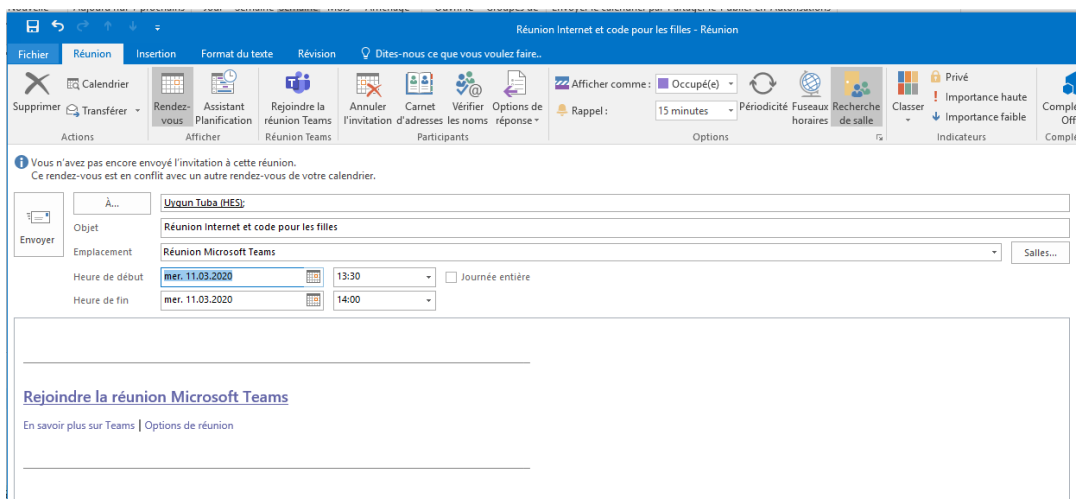 Réunion Internet et code pour les filles - Réunion
Fichier Réunion Insertion Format du texte Révision Dites-nous ce que vous voulez faire..
Supprimer
Calendrier
Transférer
Actions
Rendez-vous
Assistant Planification
Afficher
Rejoindre la réunion Teams
Réunion Teams
Annuler l'invitation
Carnet d'adresses
Vérifier les noms
Options de réponse
Participants
Afficher comme : Occupé(e)
Rappel : 15 minutes
Périodicité
Fuseaux horaires
Recherche de salle
Options
Classer
Privé
Importance haute
Importance faible
Indicateurs
Vous n'avez pas encore envoyé l'invitation à cette réunion.
Ce rendez-vous est en conflit avec un autre rendez-vous de votre calendrier.
Envoyer
À... Uygun Tuba (HES);
Objet Réunion Internet et code pour les filles
Emplacement Réunion Microsoft Teams Salles...
Heure de début mer. 11.03.2020 13:30 Journée entière
Heure de fin mer. 11.03.2020 14:00
Rejoindre la réunion Microsoft Teams
En savoir plus sur Teams | Options de réunion